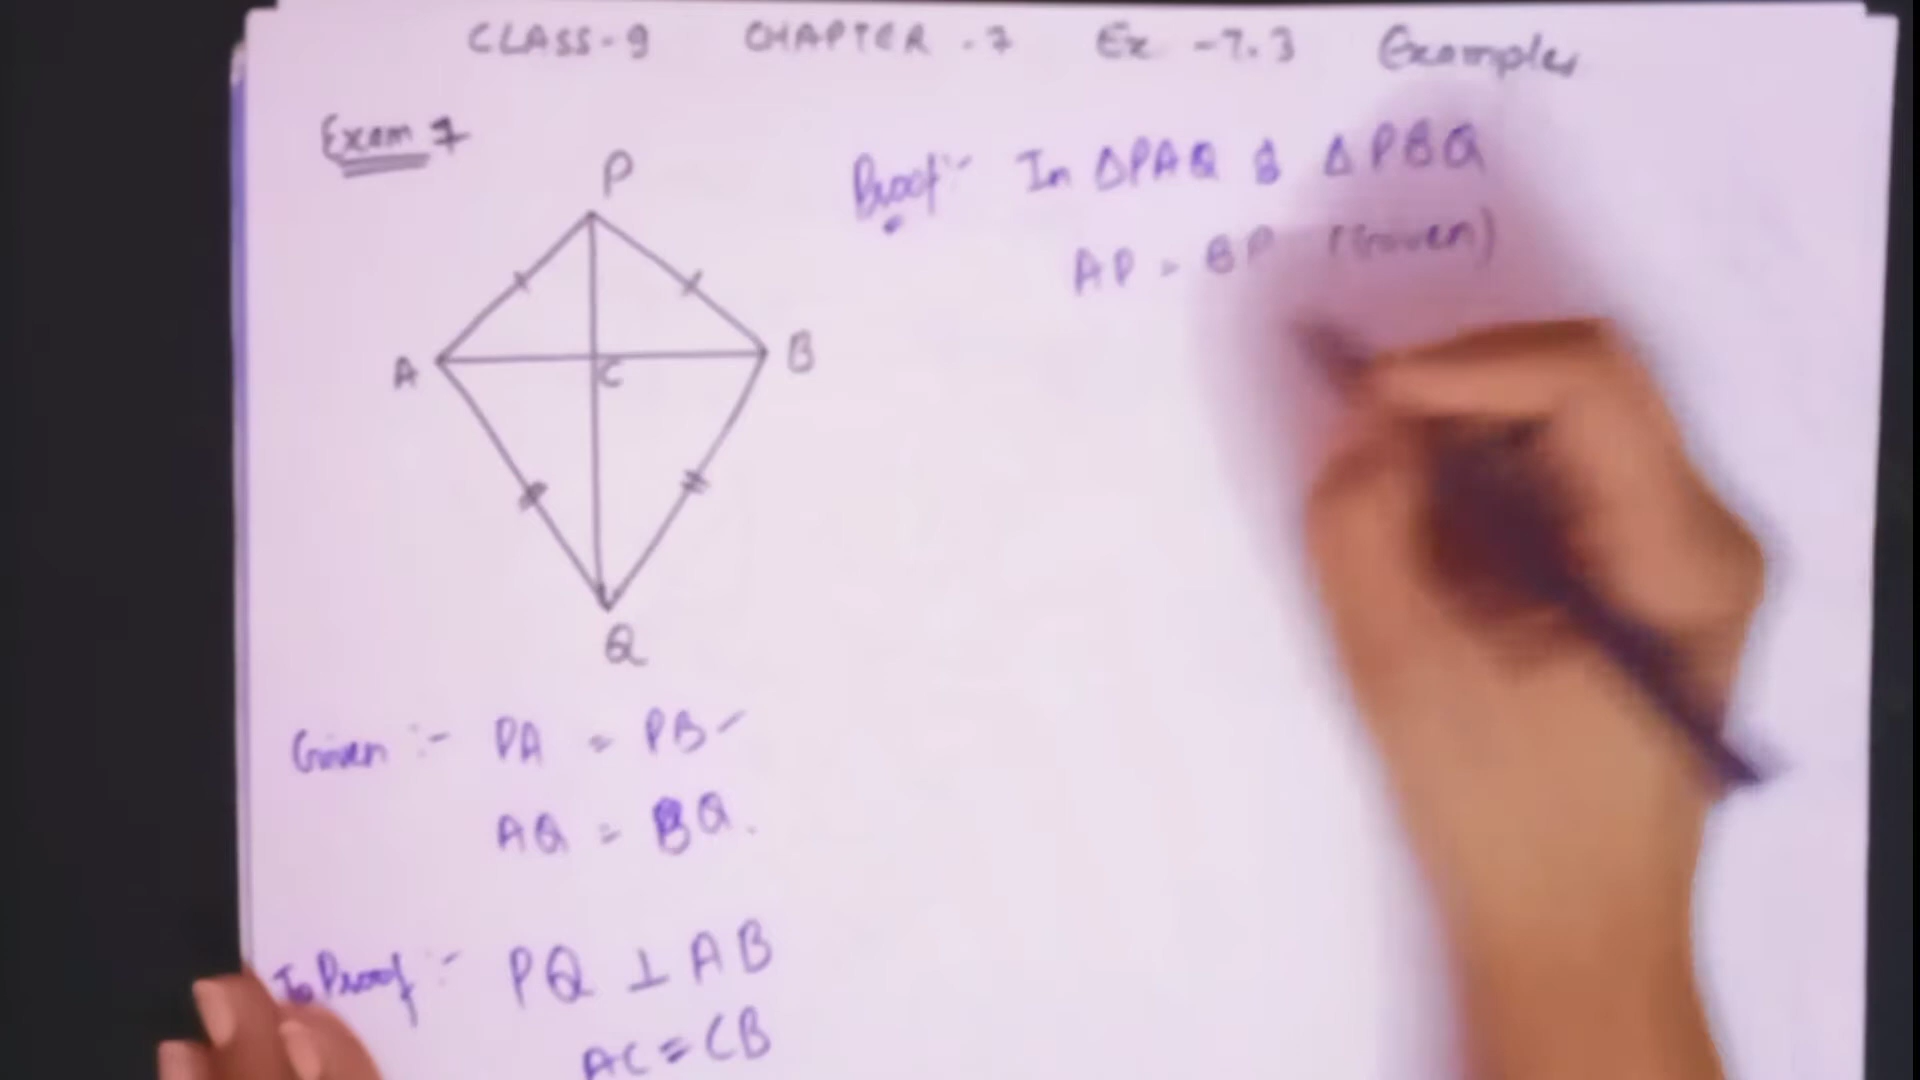 CLASS-9 CHAPTER-7 Ex-7.3 Examples
Exam 7
Proof:- In ΔPAQ & ΔPBQ
AP = BP (Given)
P
A
B
C
Q
Given:- PA = PB
AQ = BQ.
To Proof:- PQ ⊥ AB
AC = CB